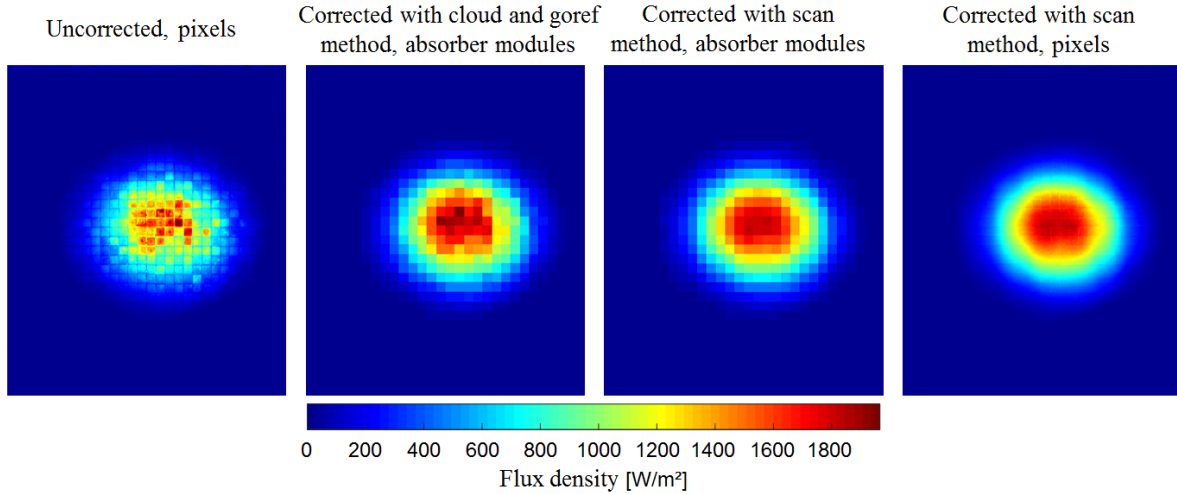 Uncorrected, pixels
Corrected with cloud and goref
method, absorber modules
Corrected with scan
method, absorber modules
Corrected with scan
method, pixels
0 200 400 600 800 1000 1200 1400 1600 1800
Flux density [W/m²]